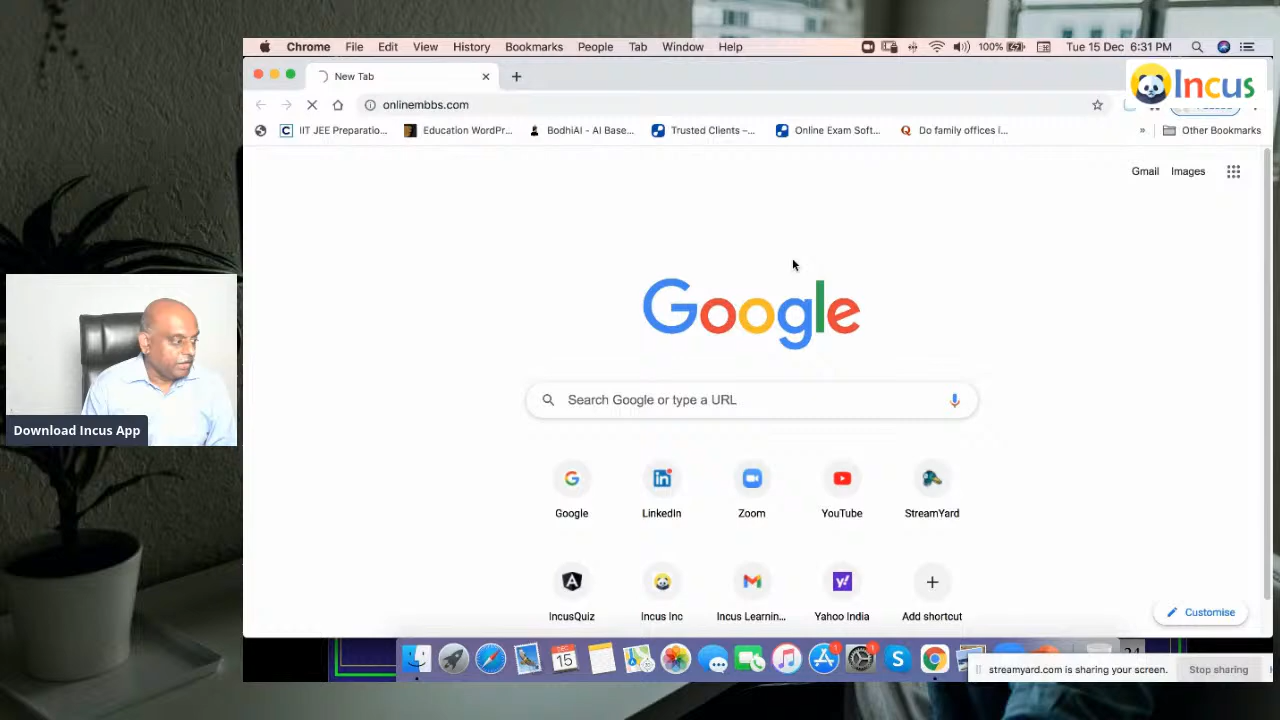 Chrome File Edit View History Bookmarks People Tab Window Help
100% Tue 15 Dec 6:31 PM
New Tab
Incus
onlinembbs.com
IIT JEE Preparatio... Education WordPr... BodhiAI - AI Base... Trusted Clients –... Online Exam Soft... Do family offices i... » Other Bookmarks
Gmail Images
Google
Search Google or type a URL
Download Incus App
Google LinkedIn Zoom YouTube StreamYard
IncusQuiz Incus Inc Incus Learnin... Yahoo India Add shortcut
Customise
15
streamyard.com is sharing your screen. Stop sharing